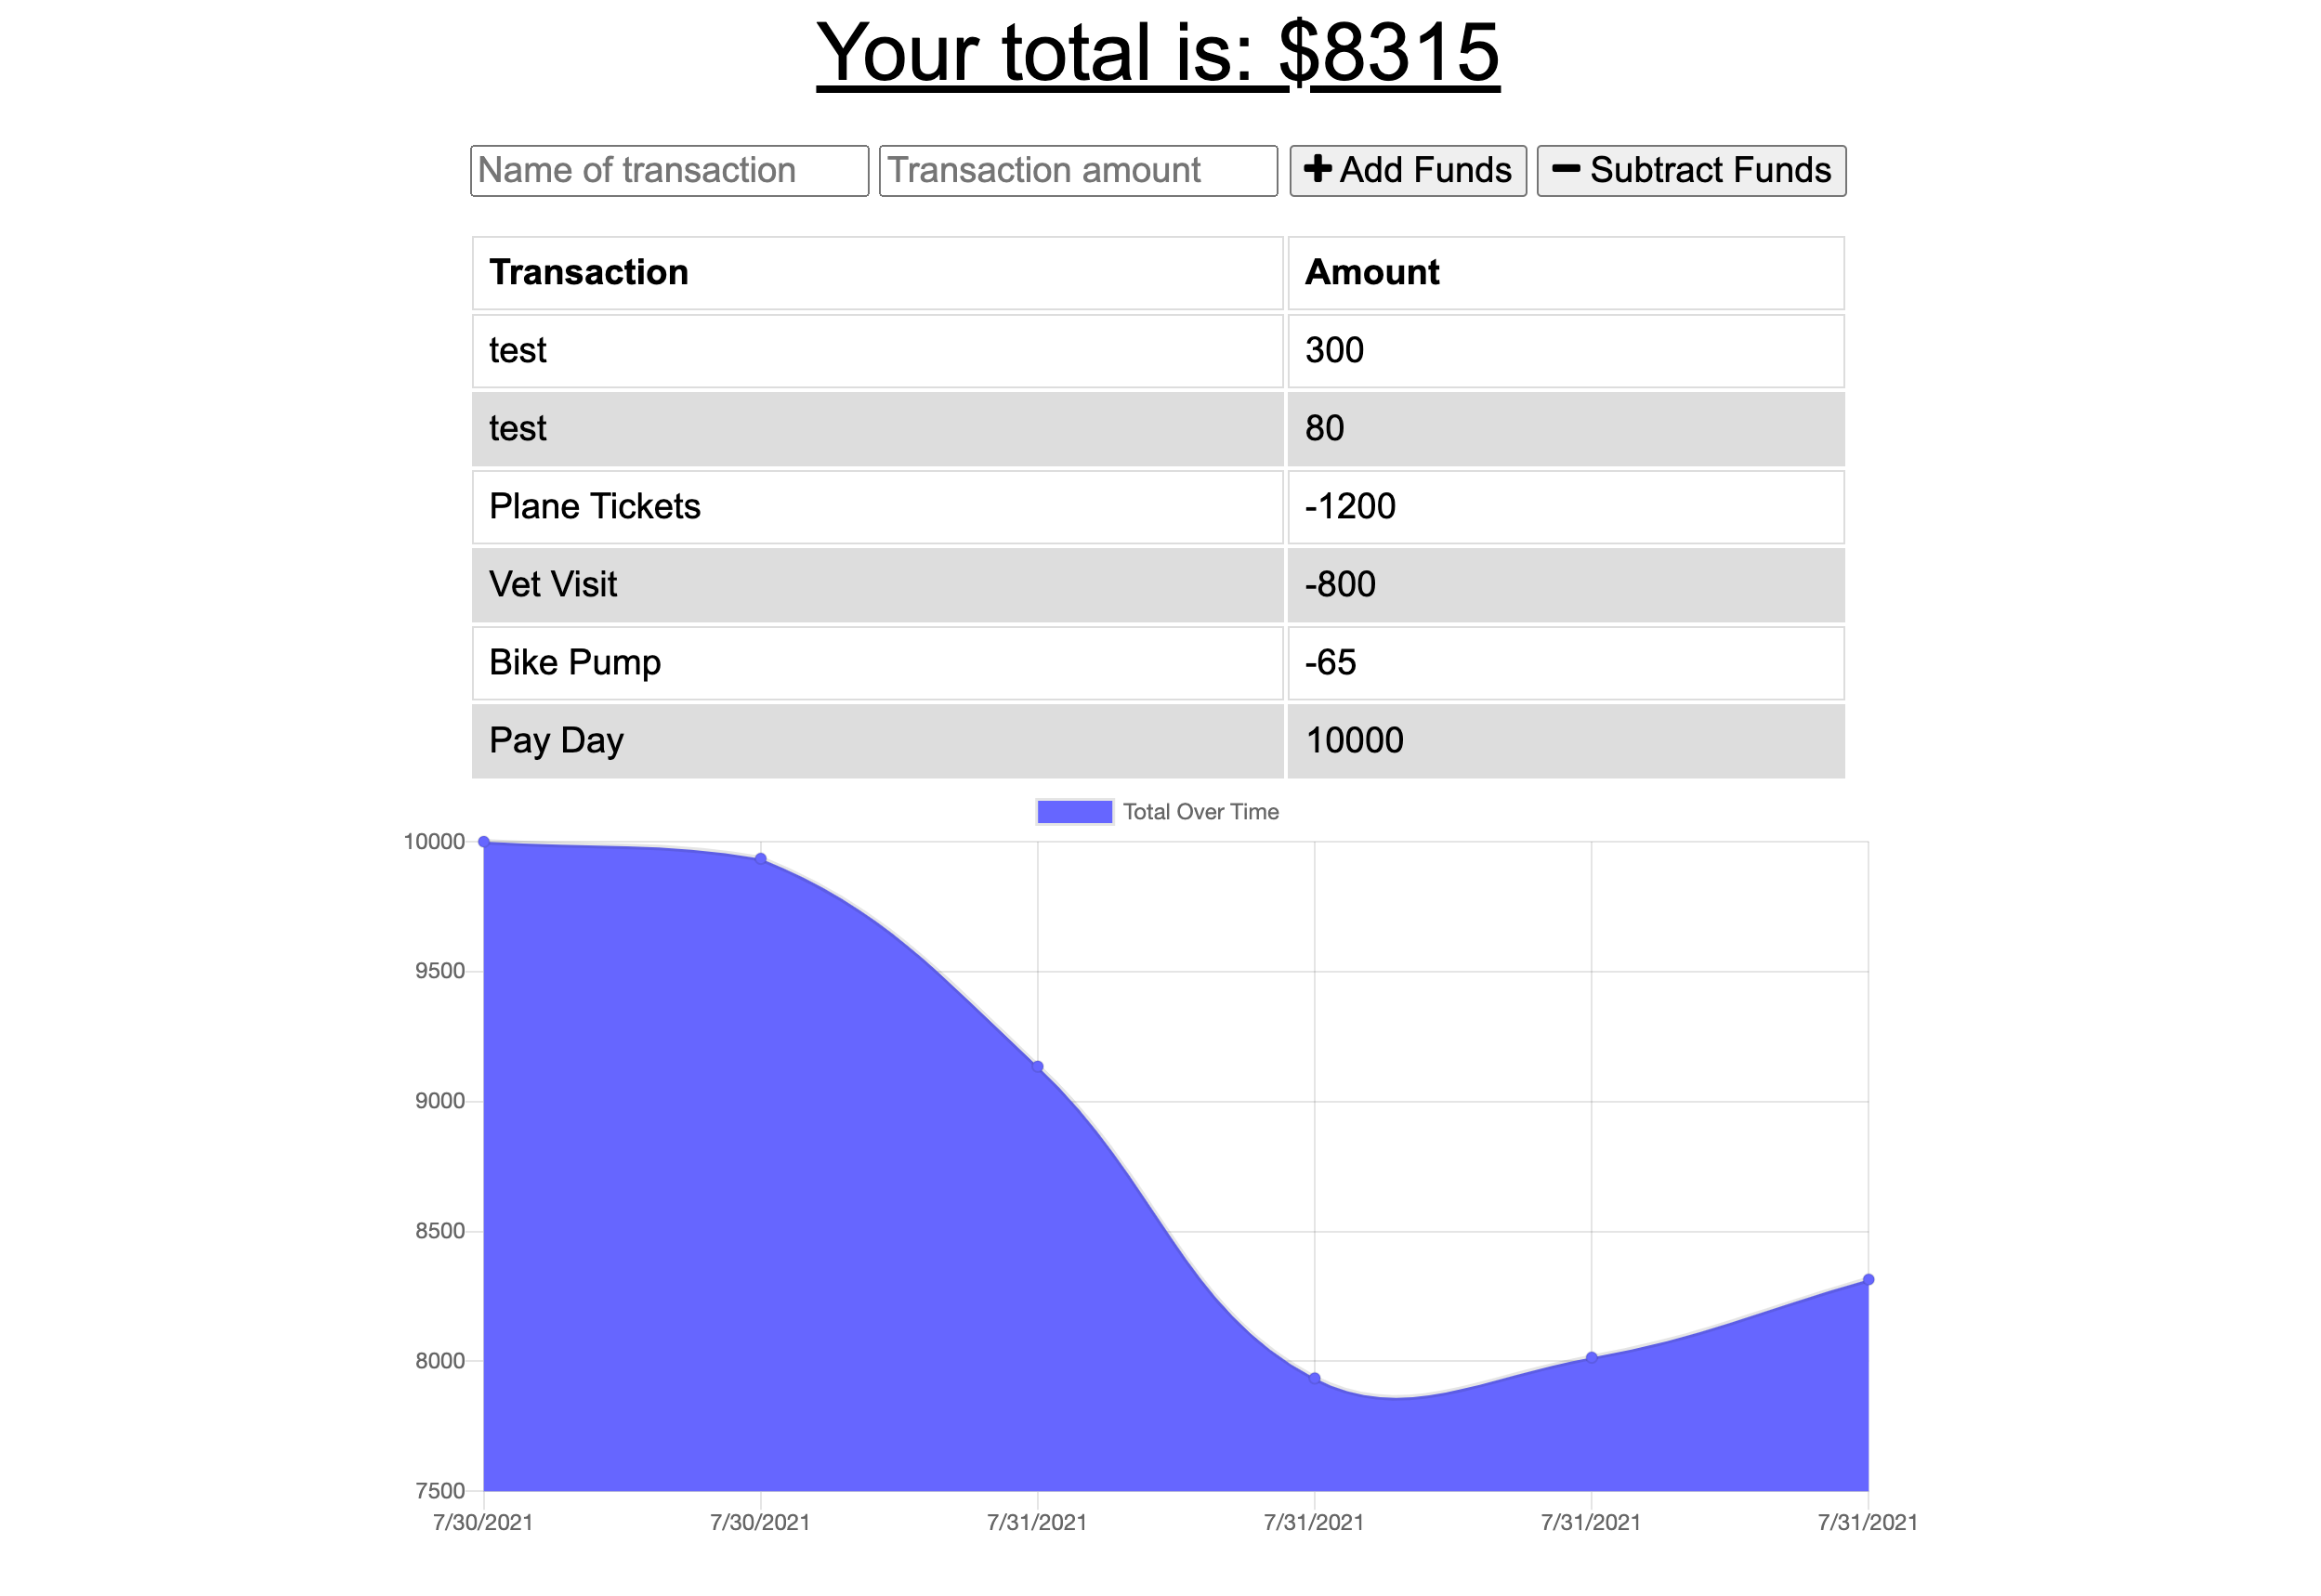 Your total is: $8315
Name of transaction Transaction amount Add Funds Subtract Funds
Transaction Amount
test 300
test 80
Plane Tickets -1200
Vet Visit -800
Bike Pump -65
Pay Day 10000
Total Over Time
10000
9500
9000
8500
8000
7500
7/30/2021 7/30/2021 7/31/2021 7/31/2021 7/31/2021 7/31/2021